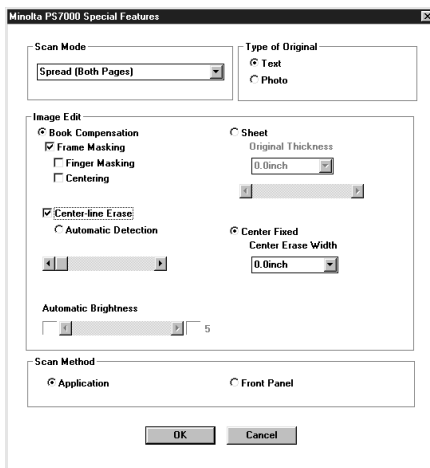 Minolta PS7000 Special Features
Scan Mode
Spread (Both Pages)
Type of Original
Text
Photo
Image Edit
Book Compensation
Frame Masking
Finger Masking
Centering
Sheet
Original Thickness
0.0inch
Center-line Erase
Automatic Detection
Center Fixed
Center Erase Width
0.0inch
Automatic Brightness
5
Scan Method
Application
Front Panel
OK
Cancel